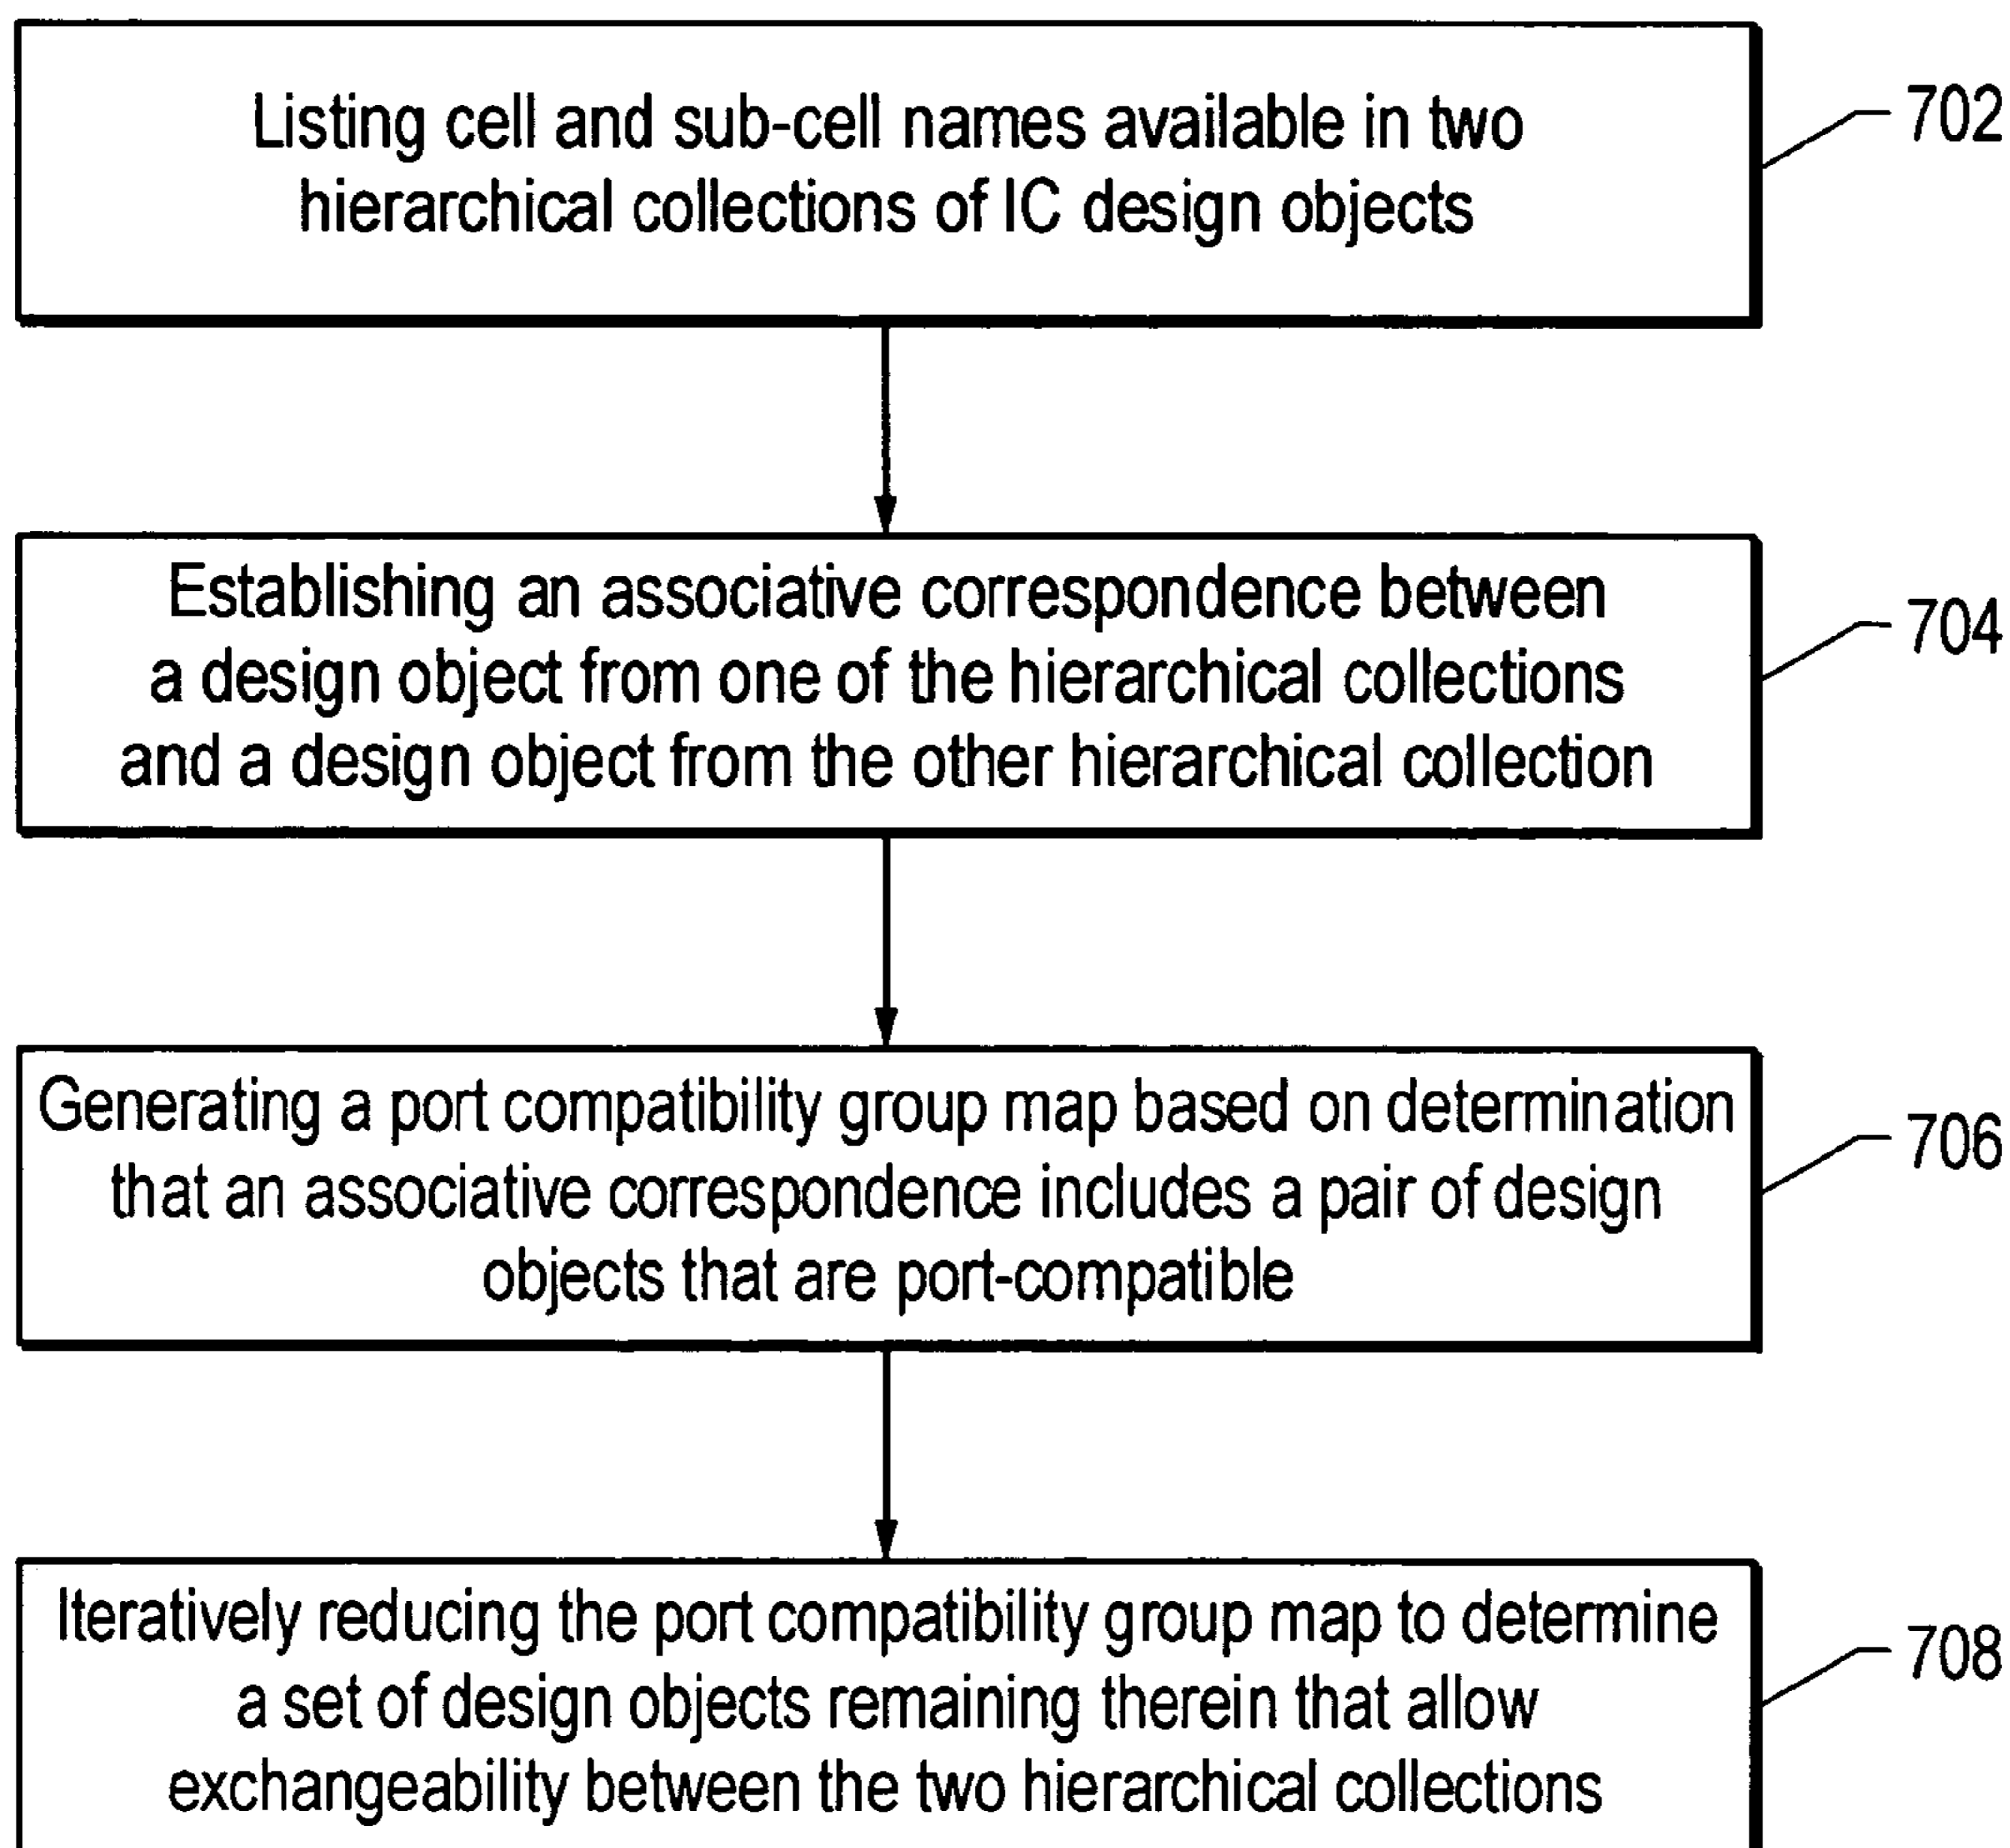 Listing cell and sub-cell names available in two
hierarchical collections of IC design objects
702
Establishing an associative correspondence between
a design object from one of the hierarchical collections
and a design object from the other hierarchical collection
704
Generating a port compatibility group map based on determination
that an associative correspondence includes a pair of design
objects that are port-compatible
706
Iteratively reducing the port compatibility group map to determine
a set of design objects remaining therein that allow
exchangeability between the two hierarchical collections
708